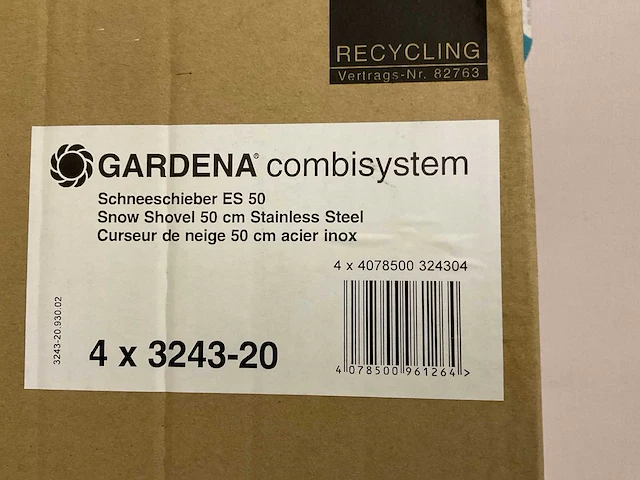 RECYCLING
Vertrags-Nr. 82763
GARDENA® combisystem
Schneeschieber ES 50
Snow Shovel 50 cm Stainless Steel
Curseur de neige 50 cm acier inox
4 x 4078500 324304
3243-20.930.02
4 x 3243-20
4 078500 961264 >